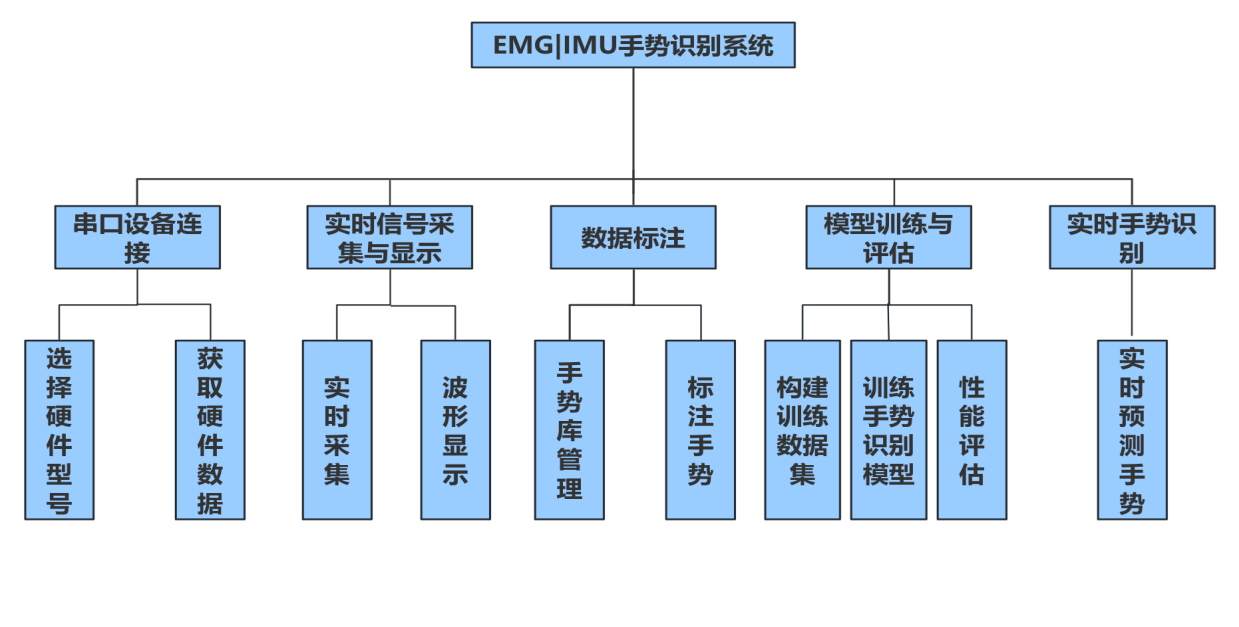 EMG|IMU手势识别系统
串口设备连
接
实时信号采
集与显示
数据标注
模型训练与
评估
实时手势识
别
选
择
硬
件
型
号
获
取
硬
件
数
据
实
时
采
集
波
形
显
示
手
势
库
管
理
标
注
手
势
构建
训练
数据
集
训练
手势
识别
模型
性
能
评
估
实
时
预
测
手
势